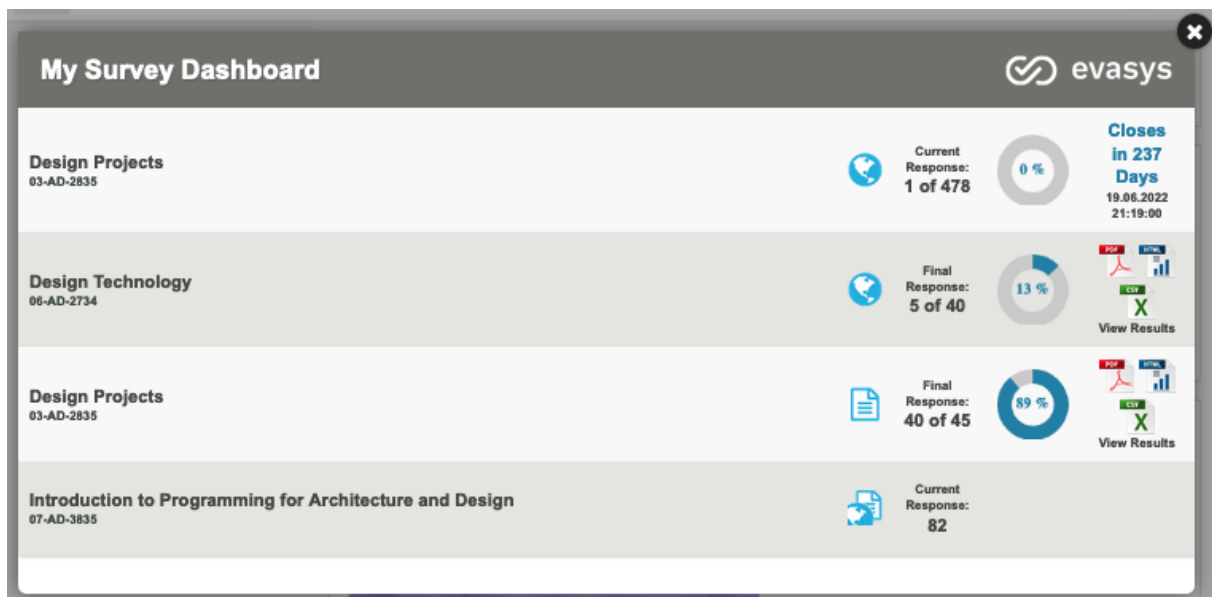 My Survey Dashboard
evasys
Design Projects
03-AD-2835
Current
Response:
1 of 478
0 %
Closes
in 237
Days
19.06.2022
21:19:00
Design Technology
06-AD-2734
Final
Response:
5 of 40
13 %
PDF HTML
CSV
X
View Results
Design Projects
03-AD-2835
Final
Response:
40 of 45
89 %
PDF HTML
CSV
X
View Results
Introduction to Programming for Architecture and Design
07-AD-3835
Current
Response:
82